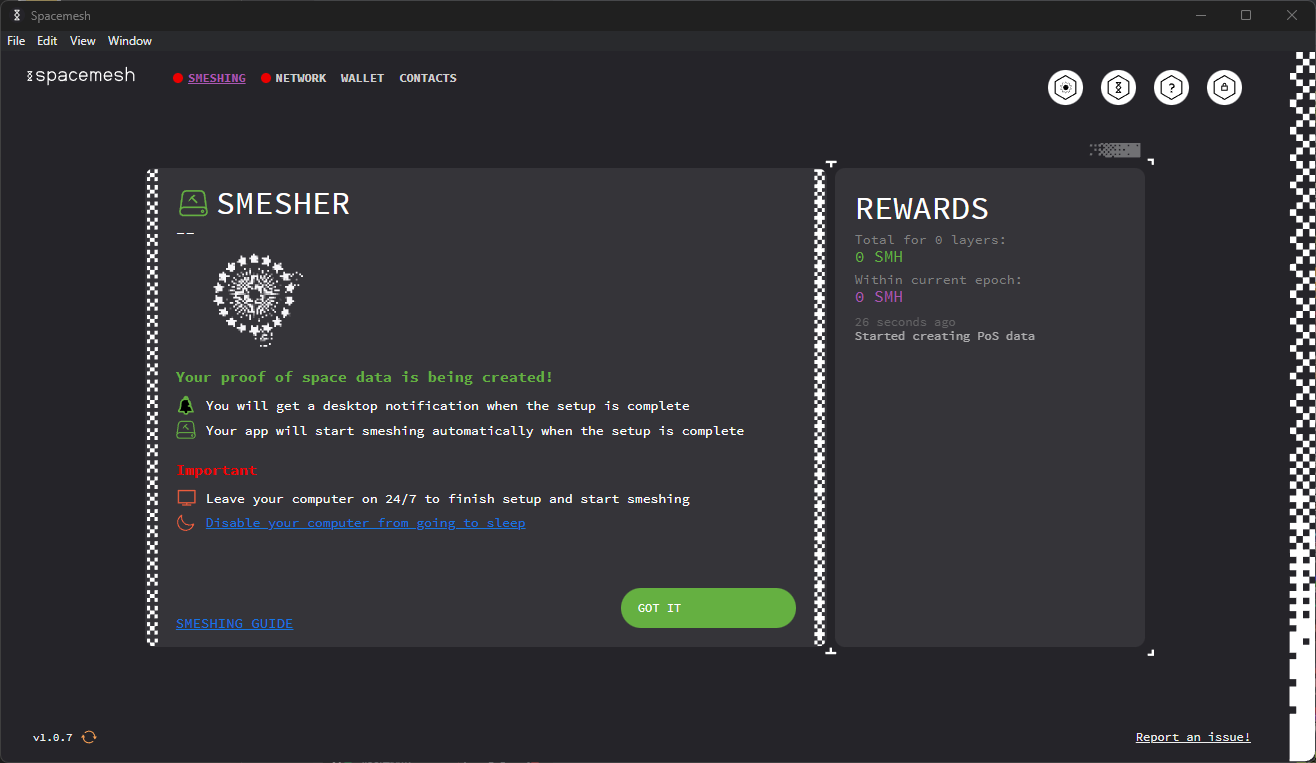 Spacemesh
File Edit View Window
spacemesh
SMESHING NETWORK WALLET CONTACTS
?
SMESHER
--
Your proof of space data is being created!
You will get a desktop notification when the setup is complete
Your app will start smeshing automatically when the setup is complete
Important
Leave your computer on 24/7 to finish setup and start smeshing
Disable your computer from going to sleep
SMESHING GUIDE
GOT IT
REWARDS
Total for 0 layers:
0 SMH
Within current epoch:
0 SMH
26 seconds ago
Started creating PoS data
v1.0.7
Report an issue!